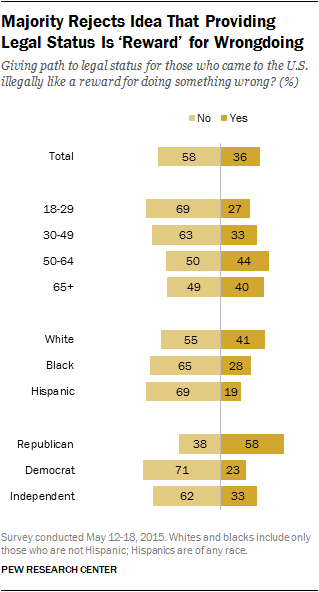 Majority Rejects Idea That Providing
Legal Status Is ‘Reward’ for Wrongdoing
Giving path to legal status for those who came to the U.S.
illegally like a reward for doing something wrong? (%)
No Yes
Total 58 36
18-29 69 27
30-49 63 33
50-64 50 44
65+ 49 40
White 55 41
Black 65 28
Hispanic 69 19
Republican 38 58
Democrat 71 23
Independent 62 33
Survey conducted May 12-18, 2015. Whites and blacks include only
those who are not Hispanic; Hispanics are of any race.
PEW RESEARCH CENTER